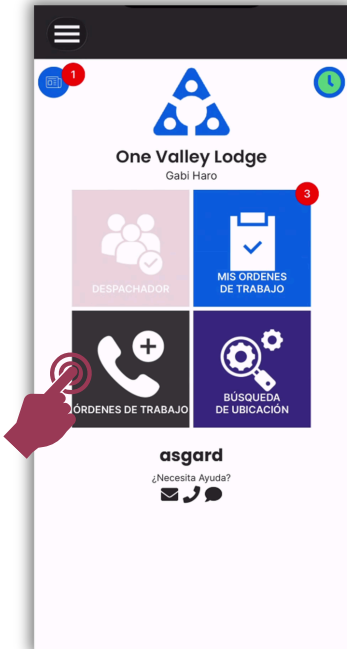 1
One Valley Lodge
Gabi Haro
3
DESPACHADOR
MIS ORDENES
DE TRABAJO
ÓRDENES DE TRABAJO
BÚSQUEDA
DE UBICACIÓN
asgard
¿Necesita Ayuda?